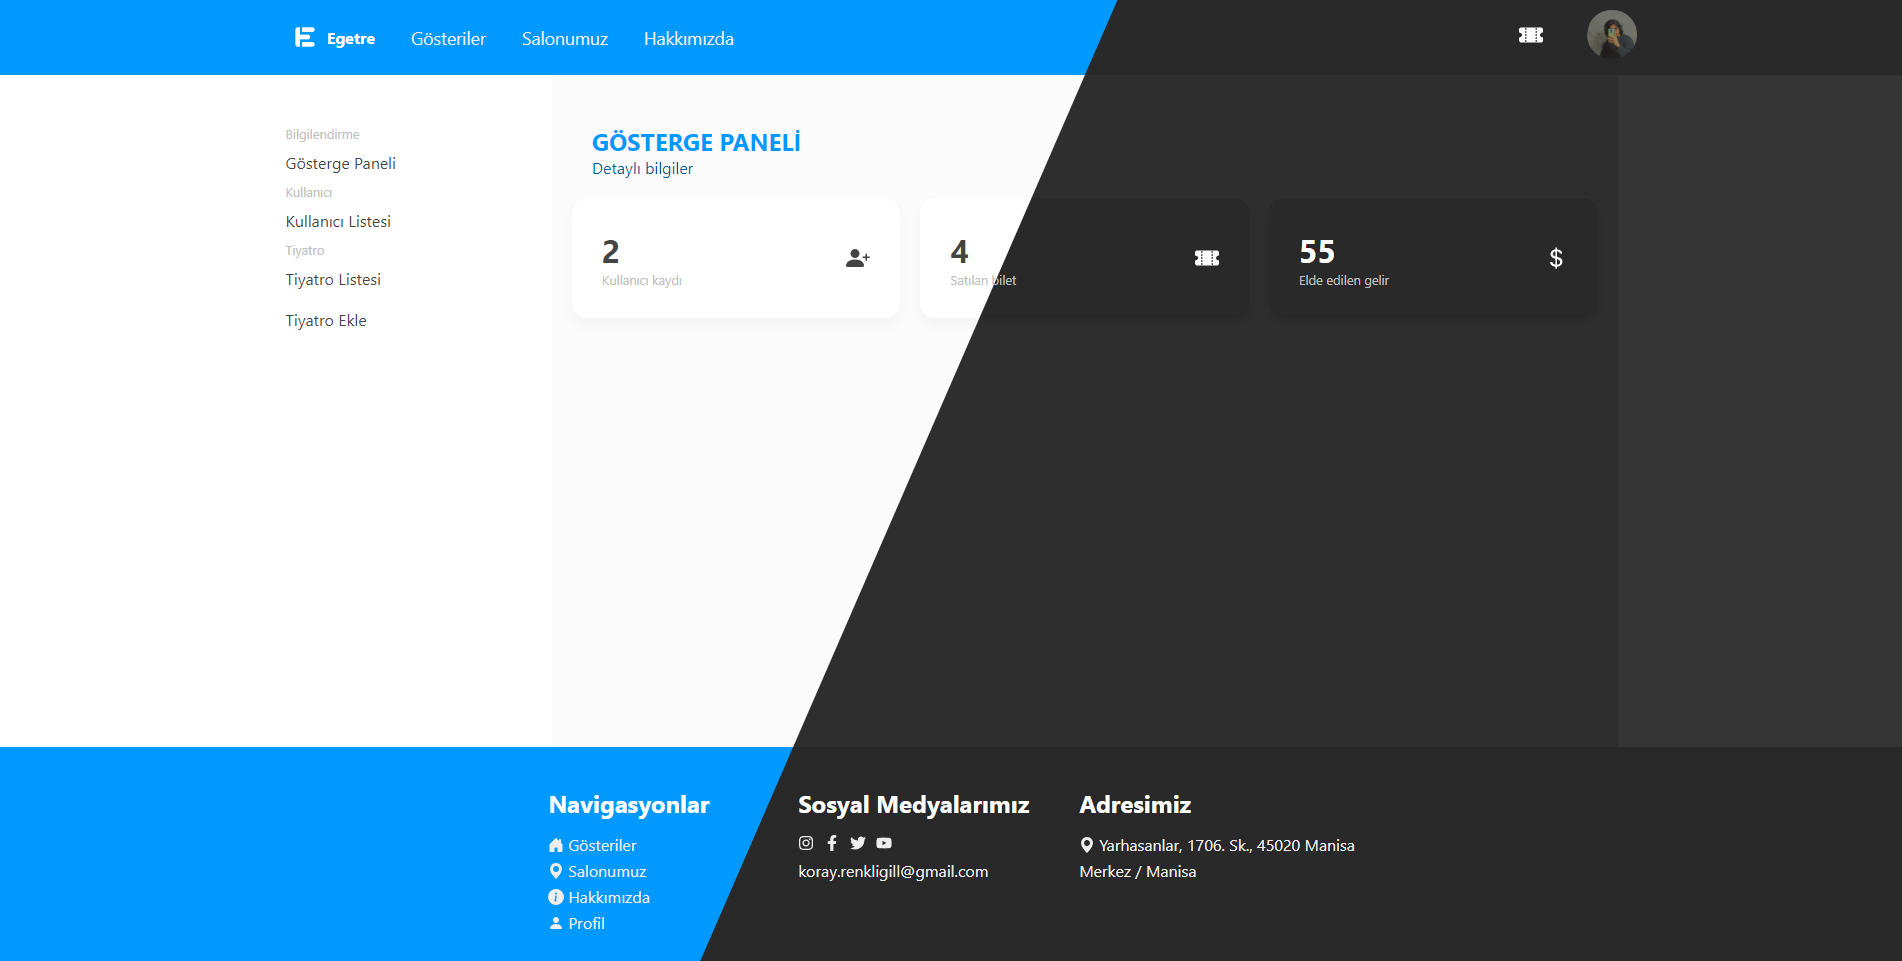 Egetre Gösteriler Salonumuz Hakkımızda
Bilgilendirme
Gösterge Paneli
Kullanıcı
Kullanıcı Listesi
Tiyatro
Tiyatro Listesi
Tiyatro Ekle
GÖSTERGE PANELİ
Detaylı bilgiler
2
Kullanıcı kaydı
4
Satılan bilet
55
Elde edilen gelir
$
Navigasyonlar
Gösteriler
Salonumuz
Hakkımızda
Profil
Sosyal Medyalarımız
koray.renkligill@gmail.com
Adresimiz
Yarhasanlar, 1706. Sk., 45020 Manisa
Merkez / Manisa